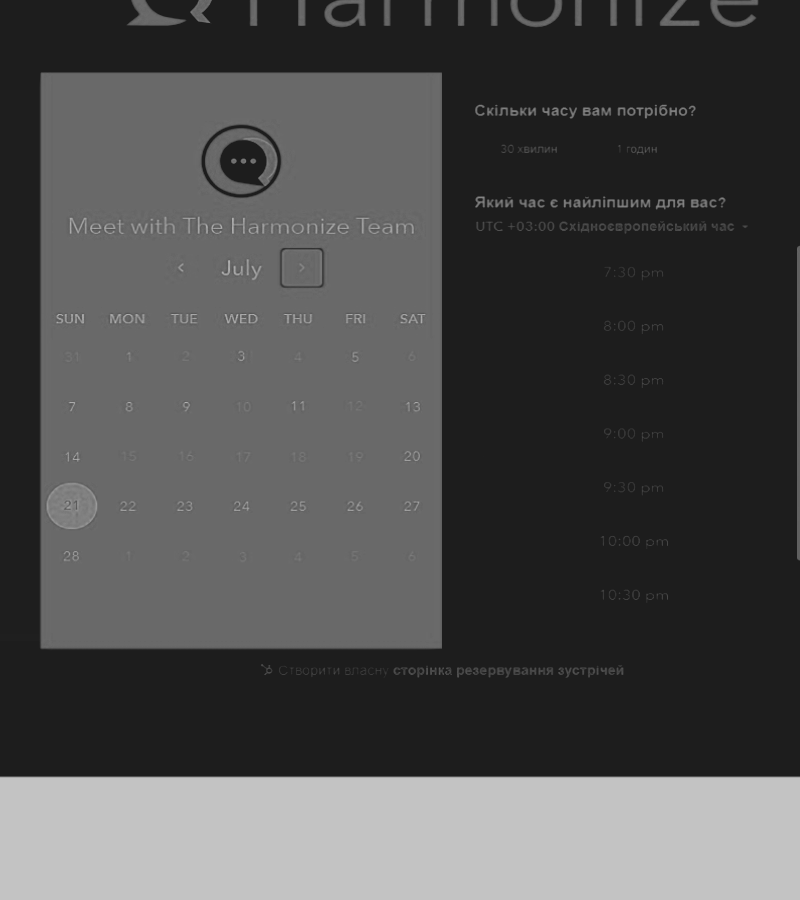 Harmonize
Meet with The Harmonize Team
July
SUN MON TUE WED THU FRI SAT
31 1 2 3 4 5 6
7 8 9 10 11 12 13
14 15 16 17 18 19 20
21 22 23 24 25 26 27
28 1 2 3 4 5 6
Скільки часу вам потрібно?
30 хвилин 1 годин
Який час є найліпшим для вас?
UTC +03:00 Східноєвропейський час
7:30 pm
8:00 pm
8:30 pm
9:00 pm
9:30 pm
10:00 pm
10:30 pm
Створити власну сторінка резервування зустрічей